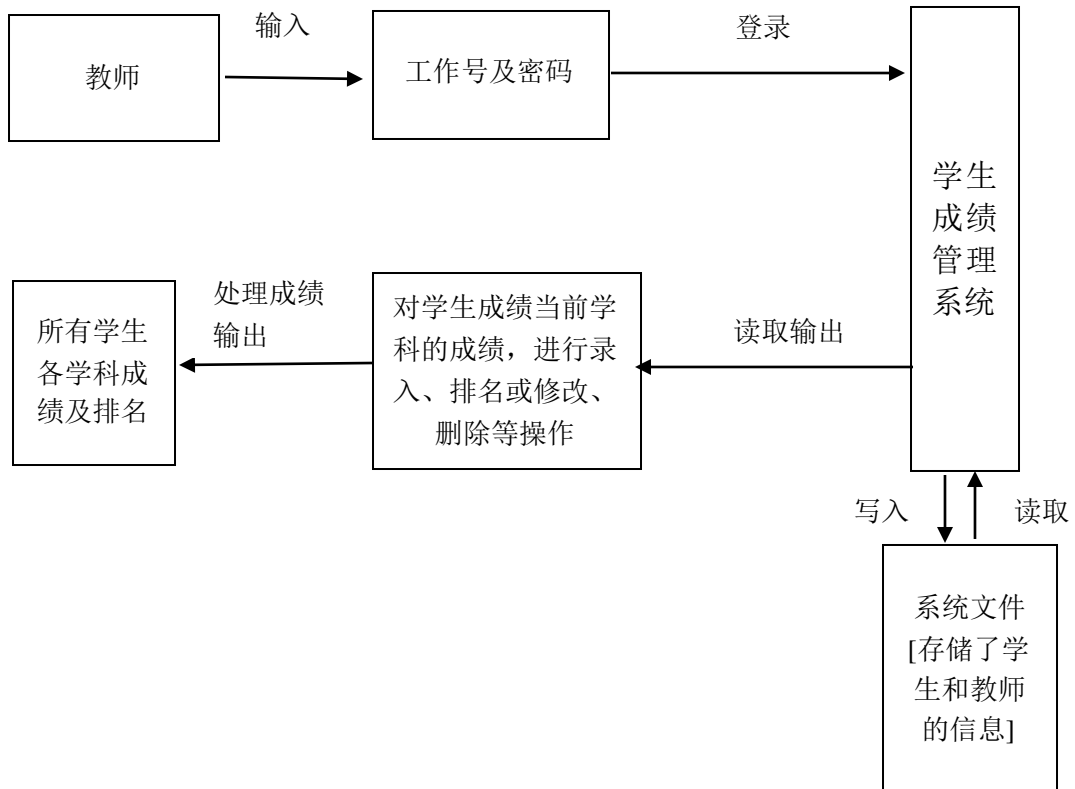 输入
登录
教师
工作号及密码
学生
成绩
管理
系统
处理成绩
输出
所有学生
各学科成
绩及排名
对学生成绩当前学
科的成绩，进行录
入、排名或修改、
删除等操作
读取输出
写入
读取
系统文件
[存储了学
生和教师
的信息]